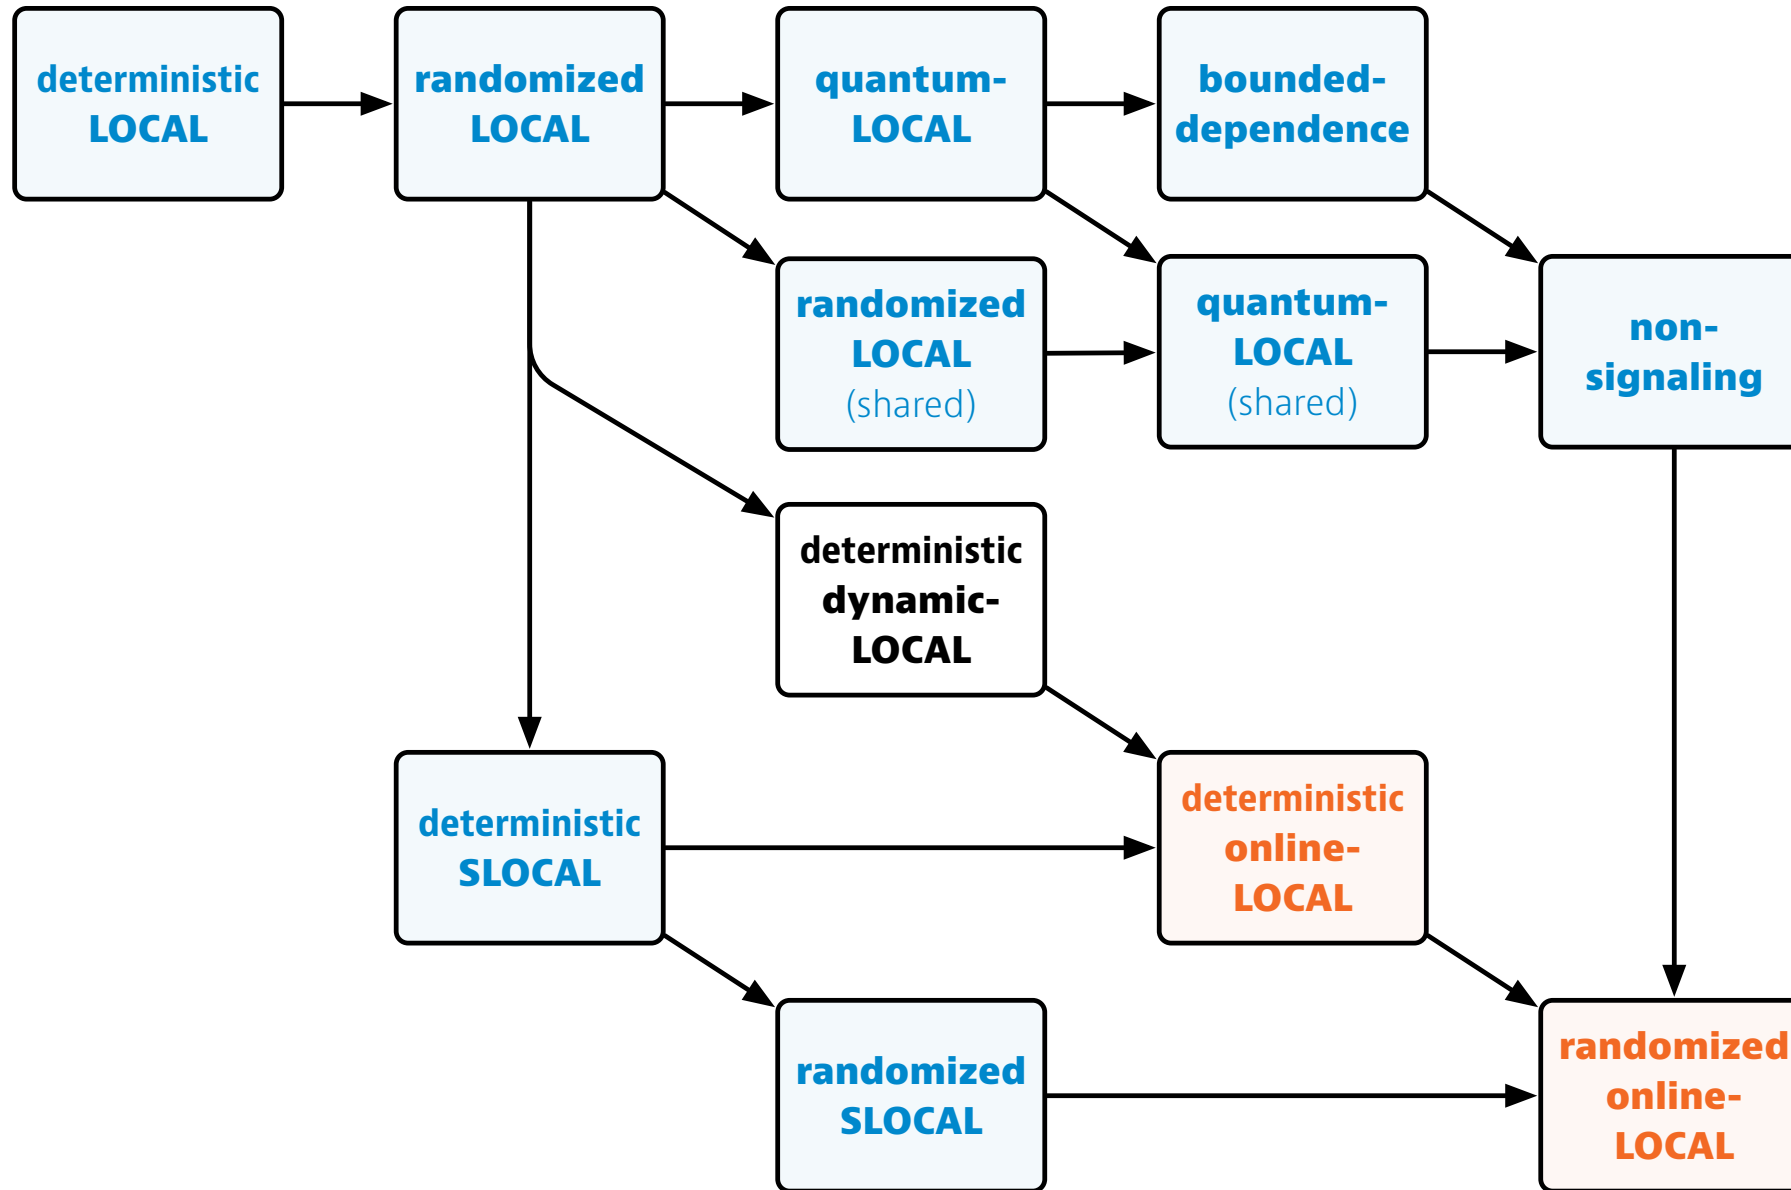 deterministic
LOCAL
randomized
LOCAL
quantum-
LOCAL
bounded-
dependence
randomized
LOCAL
(shared)
quantum-
LOCAL
(shared)
non-
signaling
deterministic
dynamic-
LOCAL
deterministic
SLOCAL
deterministic
online-
LOCAL
randomized
SLOCAL
randomized
online-
LOCAL